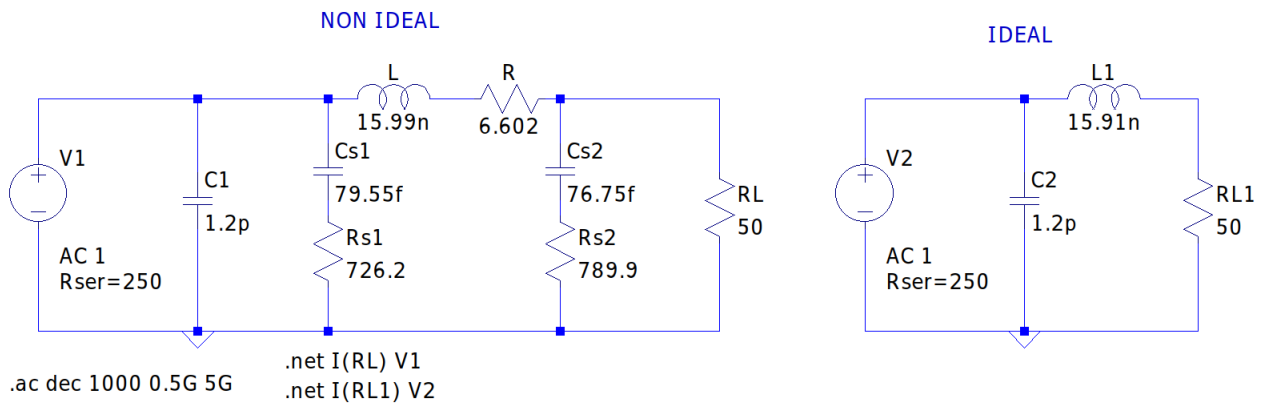 NON IDEAL
IDEAL
L
R
L1
15.99n
6.602
15.91n
V1
Cs1
Cs2
V2
C1
79.55f
76.75f
RL
C2
RL1
1.2p
50
1.2p
50
Rs1
Rs2
AC 1
726.2
789.9
AC 1
Rser=250
Rser=250
.net I(RL) V1
.ac dec 1000 0.5G 5G
.net I(RL1) V2